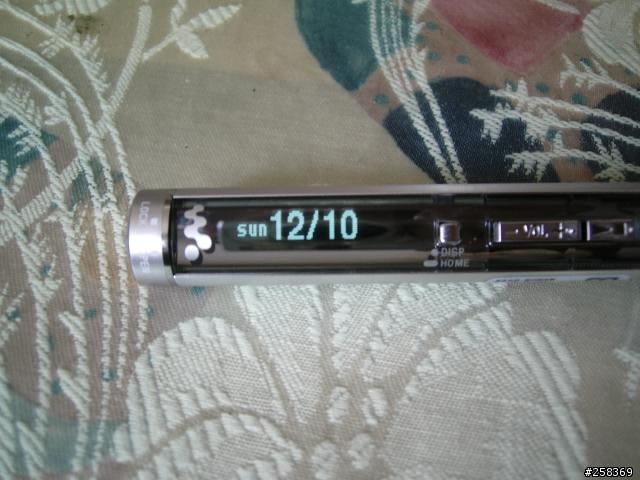 sun 12/10
- VOL +
DISP
HOME
#258369